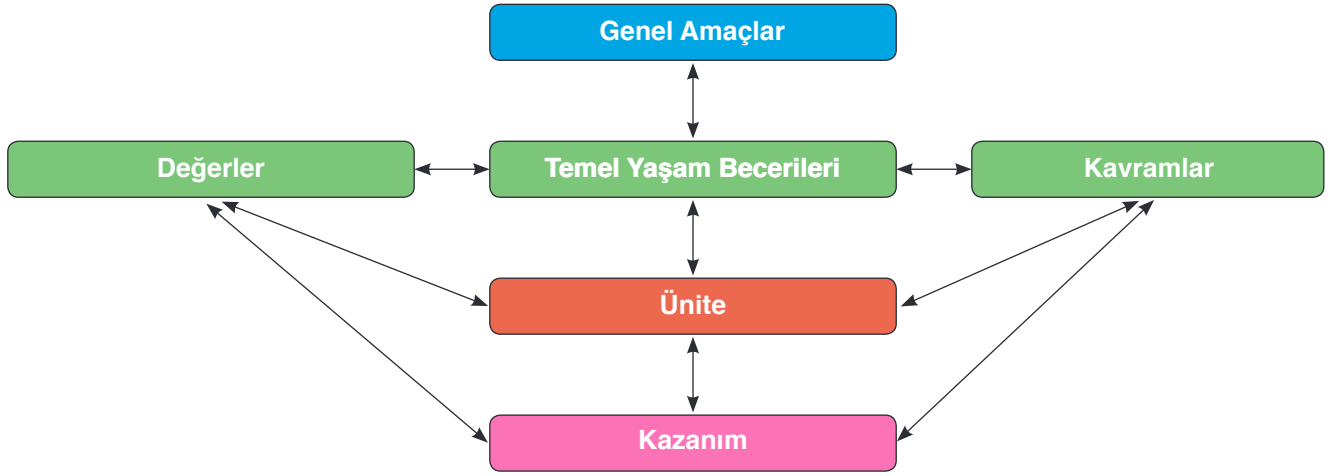 Genel Amaçlar
Değerler
Temel Yaşam Becerileri
Kavramlar
Ünite
Kazanım